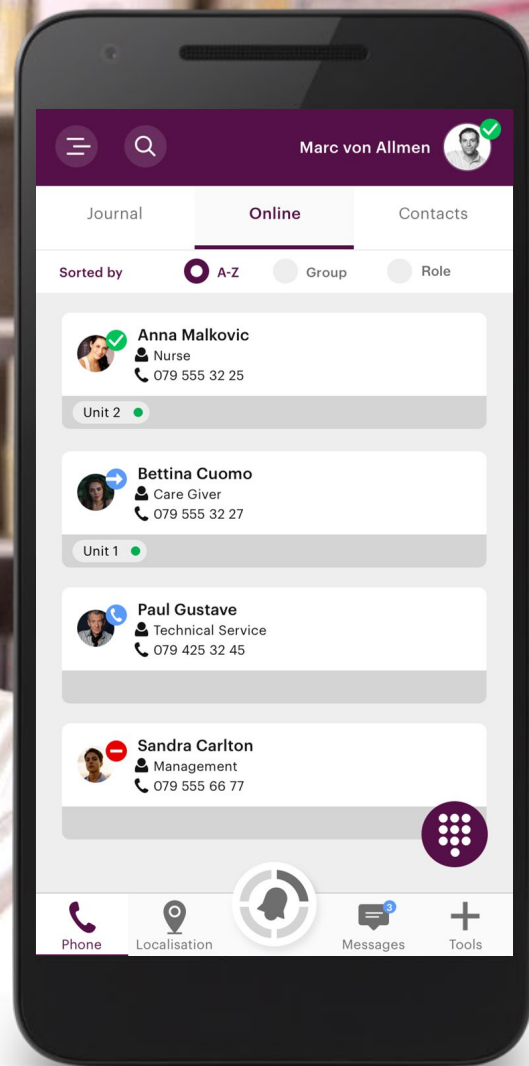 Marc von Allmen
Journal Online Contacts
Sorted by A-Z Group Role
Anna Malkovic
Nurse
079 555 32 25
Unit 2
Bettina Cuomo
Care Giver
079 555 32 27
Unit 1
Paul Gustave
Technical Service
079 425 32 45
Sandra Carlton
Management
079 555 66 77
3
Phone Localisation Messages Tools